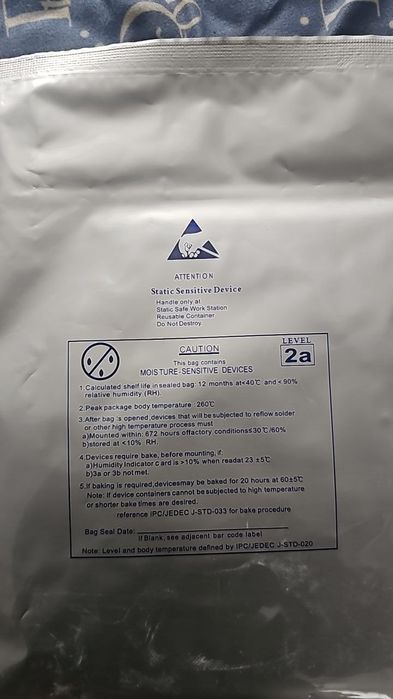 ATTENTION
Static Sensitive Device
Handle only at
Static Safe Work Station
Reusable Container
Do Not Destroy
CAUTION
This bag contains
MOISTURE-SENSITIVE DEVICES
LEVEL
2a
1.Calculated shelf life in sealed bag: 12 months at<40℃ and < 90%
relative humidity (RH).
2.Peak package body temperature: 260℃
3.After bag is opened,devices that will be subjected to reflow solder
or other high temperature process must
a)Mounted within: 672 hours offactory conditions≤30℃/60%
b)stored at <10% RH.
4.Devices require bake, before mounting,if:
a)Humidity Indicator Card is >10% when readat 23 ±5℃
b)3a or 3b notmet.
5.If baking is required,devicesmay be baked for 20 hours at 60±5℃
Note: If device containers cannot be subjected to high temperature
or shorter bake times are desired.
reference IPC/JEDEC J-STD-033 for bake procedure
Bag Seal Date:
If Blank, see adjacent bar code label
Note: Level and body temperature defined by IPC/JEDEC J-STD-020